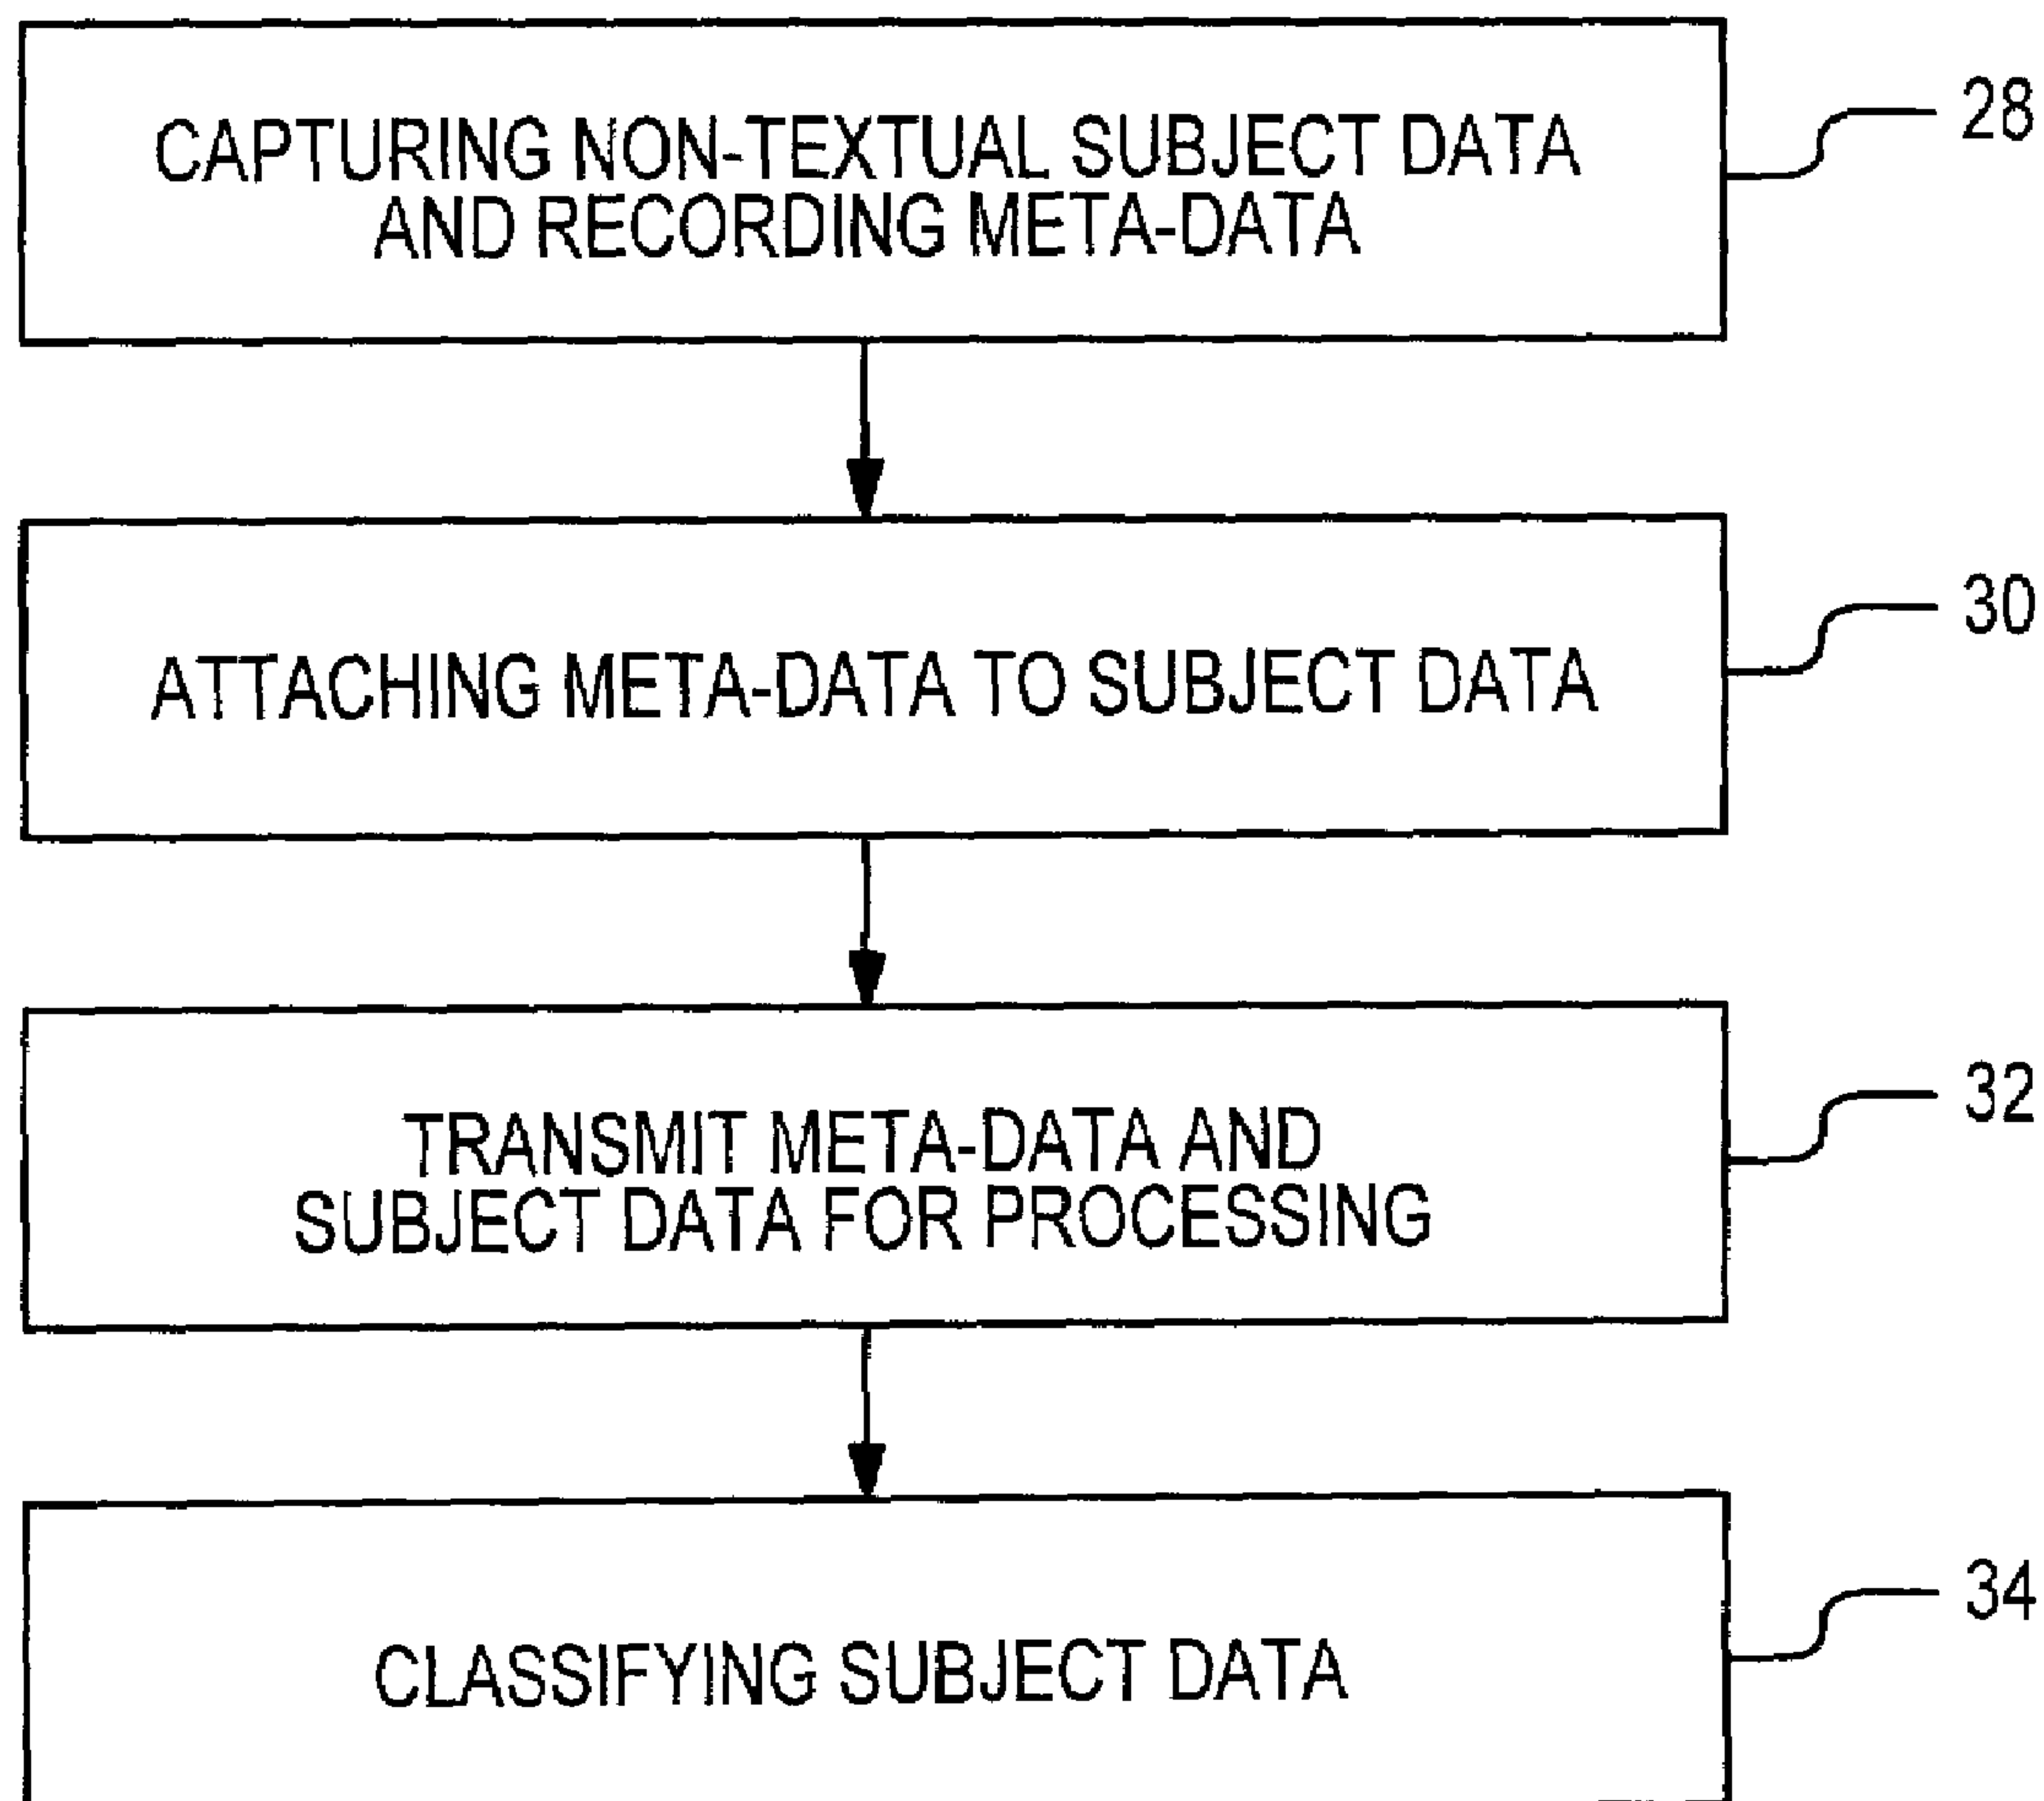 CAPTURING NON-TEXTUAL SUBJECT DATA
AND RECORDING META-DATA
28
ATTACHING META-DATA TO SUBJECT DATA
30
TRANSMIT META-DATA AND
SUBJECT DATA FOR PROCESSING
32
CLASSIFYING SUBJECT DATA
34